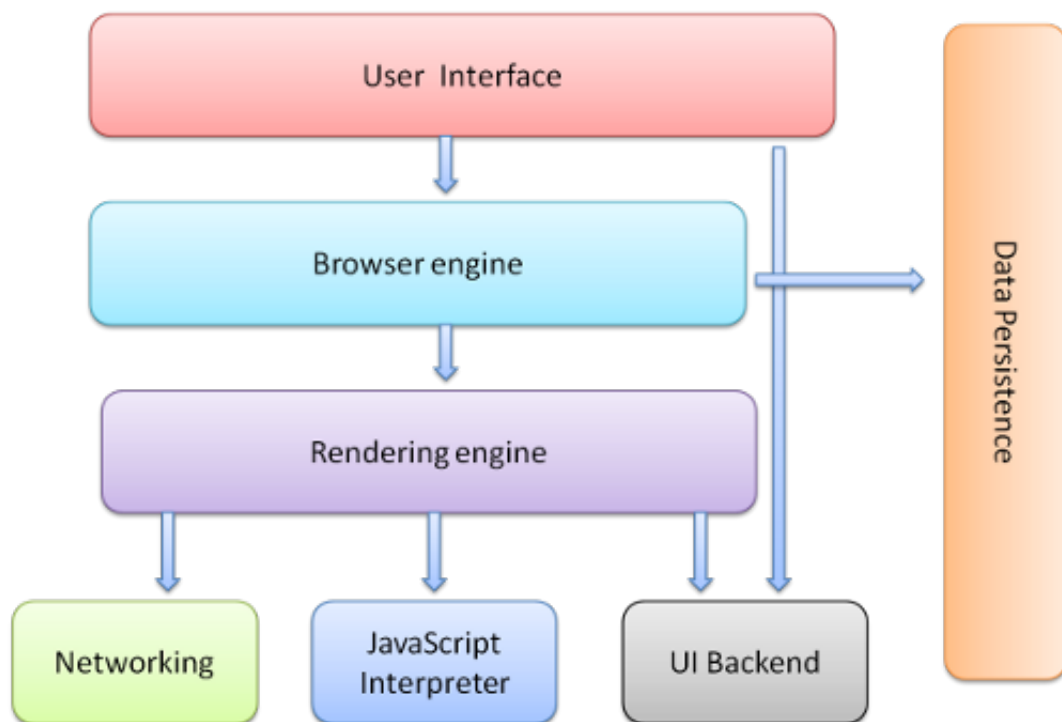 User Interface
Browser engine
Data Persistence
Rendering engine
Networking
JavaScript
Interpreter
UI Backend